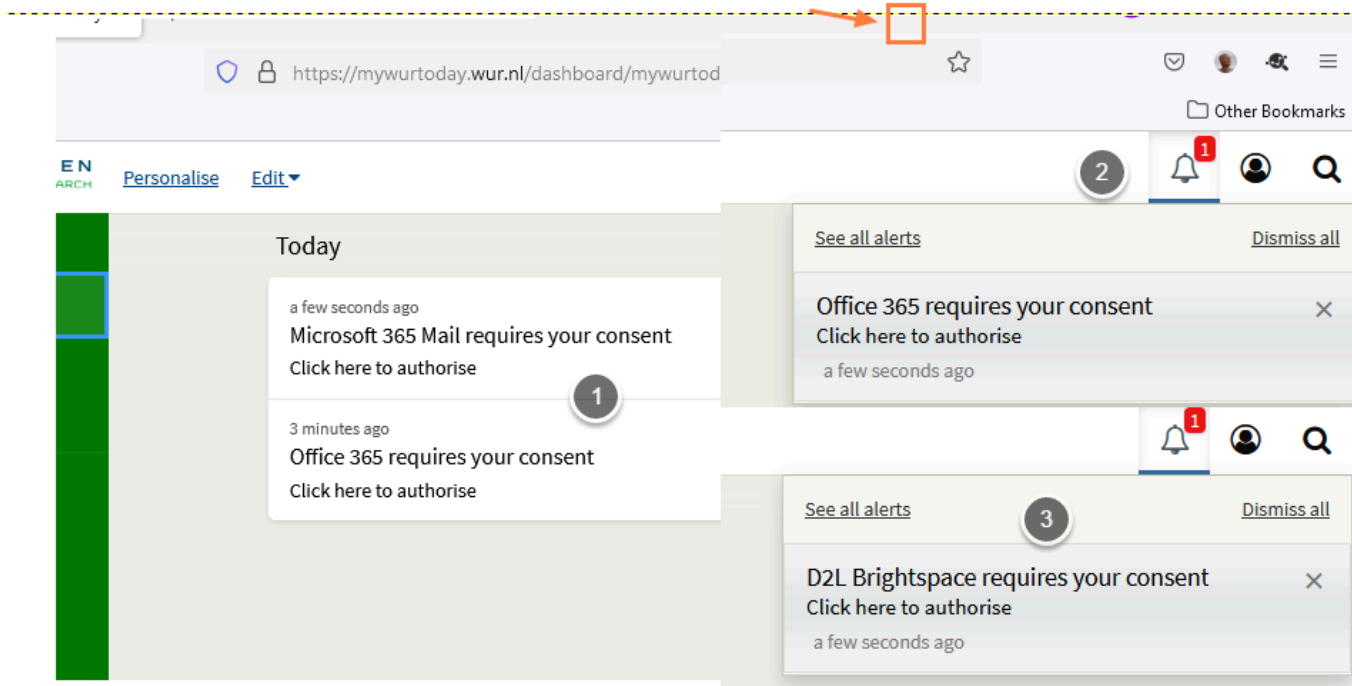 https://mywurtoday.wur.nl/dashboard/mywurtod
Other Bookmarks
EN
ARCH
Personalise
Edit
Today
a few seconds ago
Microsoft 365 Mail requires your consent
Click here to authorise
1
3 minutes ago
Office 365 requires your consent
Click here to authorise
2
1
See all alerts
Dismiss all
Office 365 requires your consent
Click here to authorise
a few seconds ago
1
See all alerts
3
Dismiss all
D2L Brightspace requires your consent
Click here to authorise
a few seconds ago